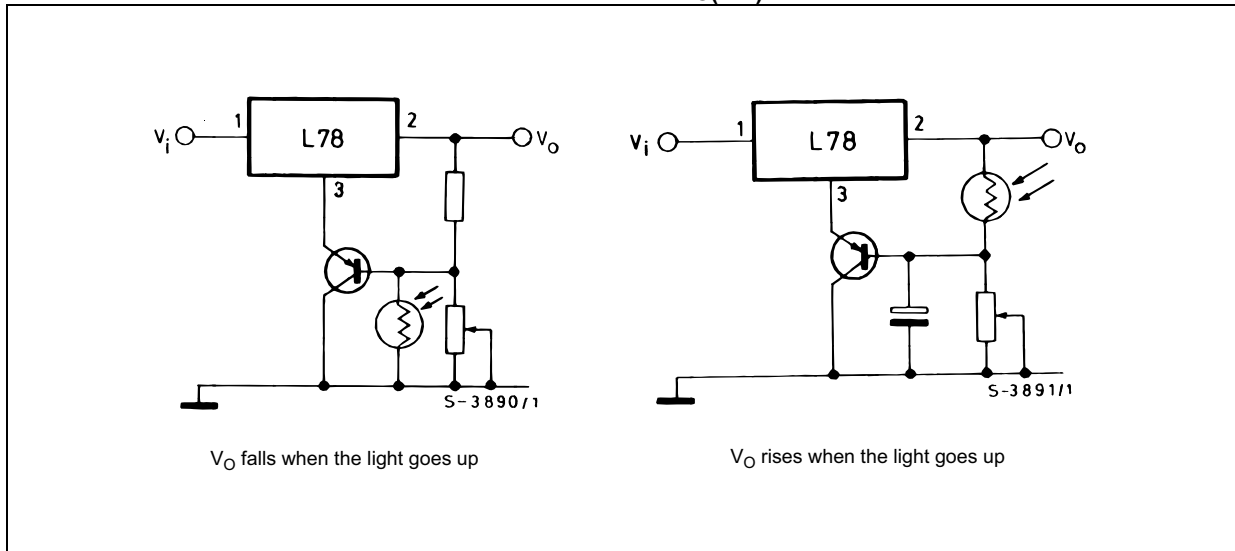 Vi
1
L78
2
VO
3
S-3890/1
VO falls when the light goes up
Vi
1
L78
2
VO
3
S-3891/1
VO rises when the light goes up